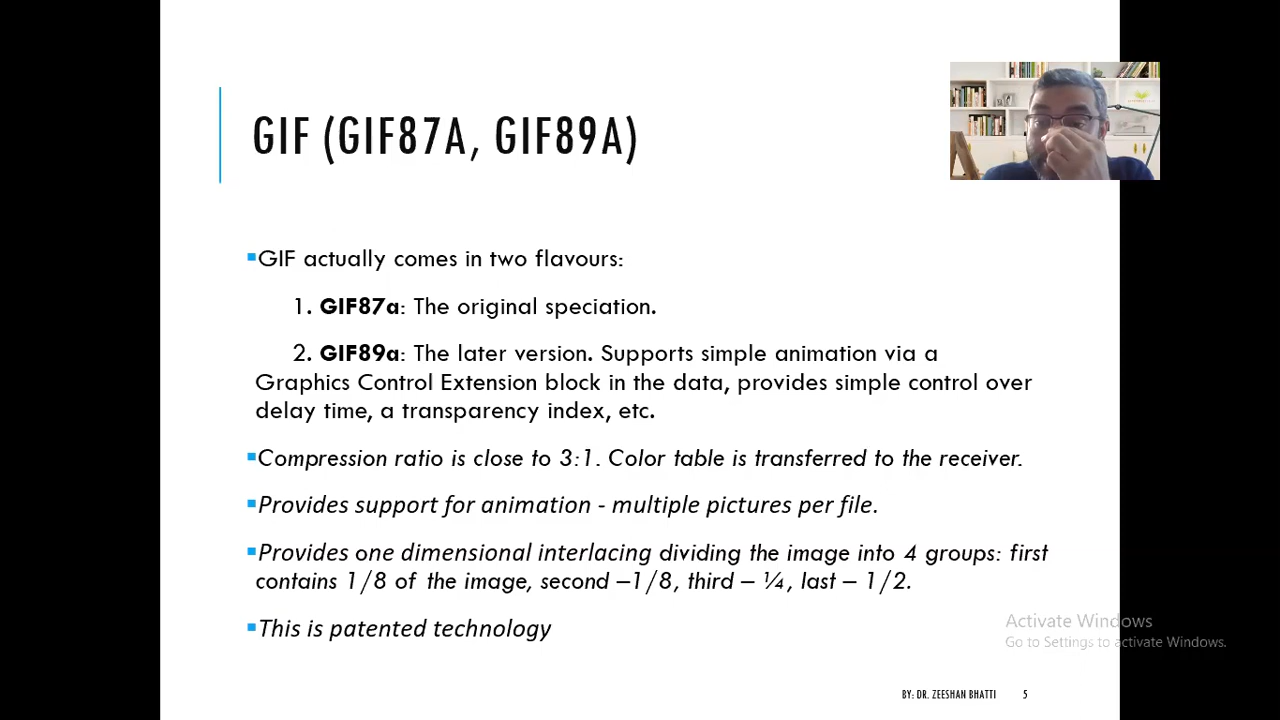 GIF (GIF87A, GIF89A)
▪GIF actually comes in two flavours:
1. GIF87a: The original speciation.
2. GIF89a: The later version. Supports simple animation via a
Graphics Control Extension block in the data, provides simple control over
delay time, a transparency index, etc.
▪Compression ratio is close to 3:1. Color table is transferred to the receiver.
▪Provides support for animation - multiple pictures per file.
▪Provides one dimensional interlacing dividing the image into 4 groups: first
contains 1/8 of the image, second –1/8, third – ¼, last – 1/2.
▪This is patented technology
Activate Windows
Go to Settings to activate Windows.
BY: DR. ZEESHAN BHATTI 5